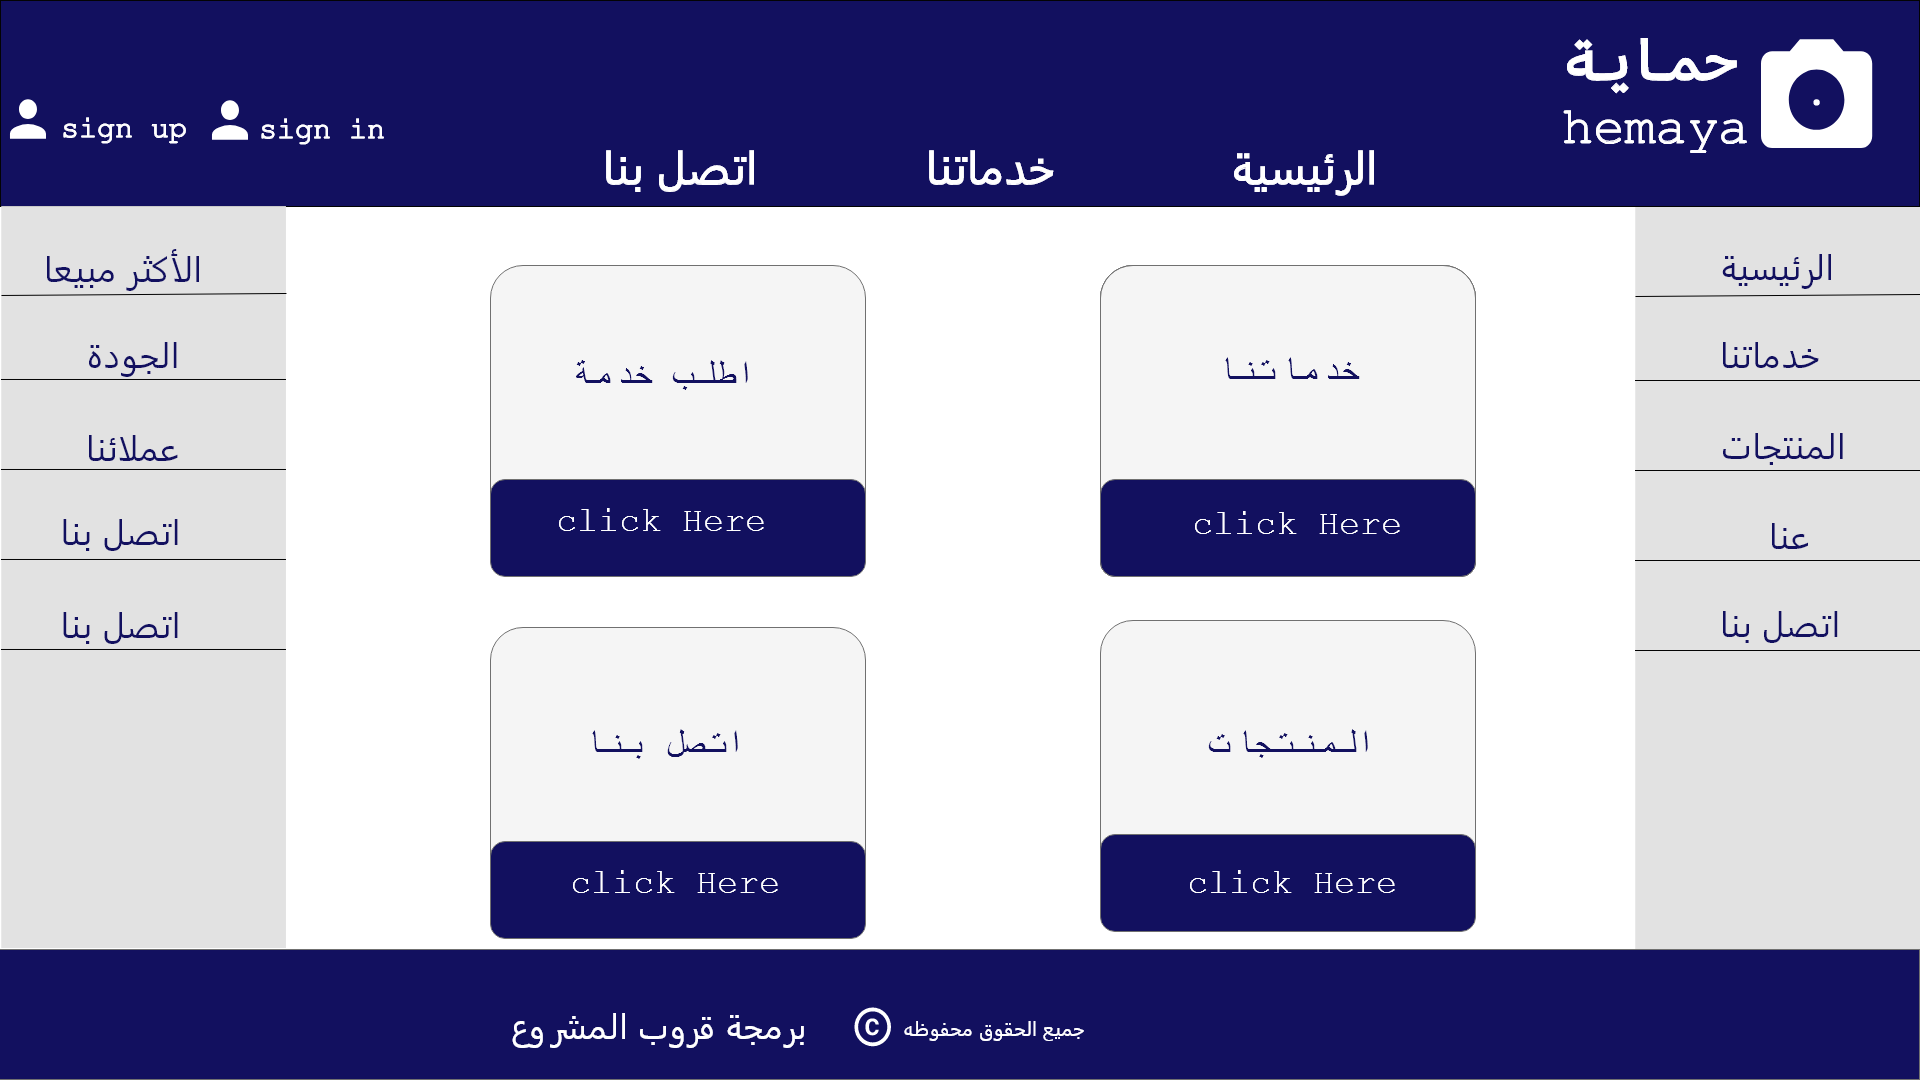 حماية
hemaya
sign up
sign in
الرئيسية
خدماتنا
اتصل بنا
الرئيسية
خدماتنا
المنتجات
عنا
اتصل بنا
خدماتنا
click Here
اطلب خدمة
click Here
المنتجات
click Here
اتصل بنا
click Here
الأكثر مبيعا
الجودة
عملائنا
اتصل بنا
اتصل بنا
جميع الحقوق محفوظه ©
برمجة قروب المشروع